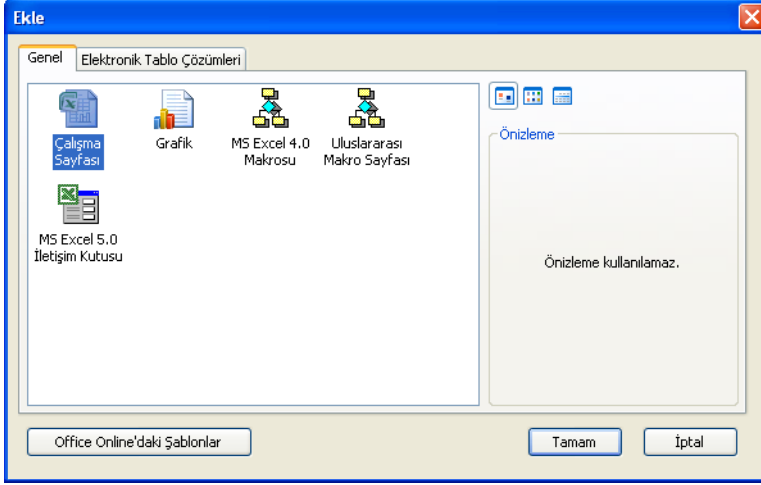 Ekle
Genel
Elektronik Tablo Çözümleri
Çalışma
Sayfası
Grafik
MS Excel 4.0
Makrosu
Uluslararası
Makro Sayfası
MS Excel 5.0
İletişim Kutusu
Önizleme
Önizleme kullanılamaz.
Office Online'daki Şablonlar
Tamam
İptal